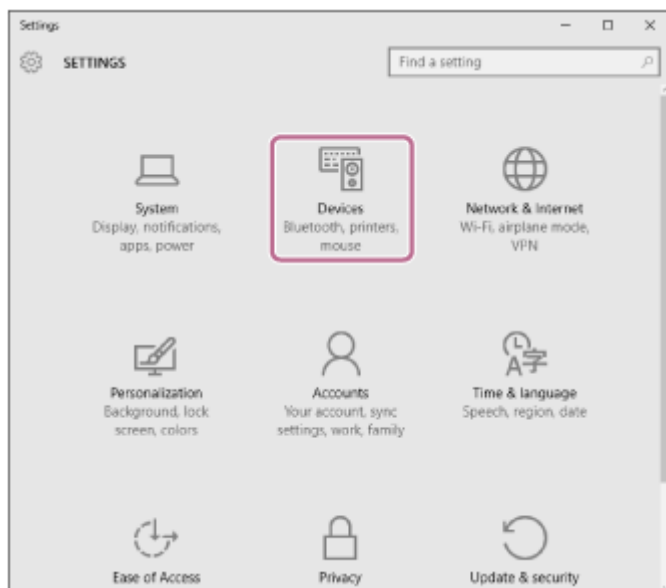 Settings
SETTINGS
Find a setting
System
Display, notifications,
apps, power
Devices
Bluetooth, printers,
mouse
Network & Internet
Wi-Fi, airplane mode,
VPN
Personalization
Background, lock
screen, colors
Accounts
Your account, sync
settings, work, family
Time & language
Speech, region, date
Ease of Access
Privacy
Update & security